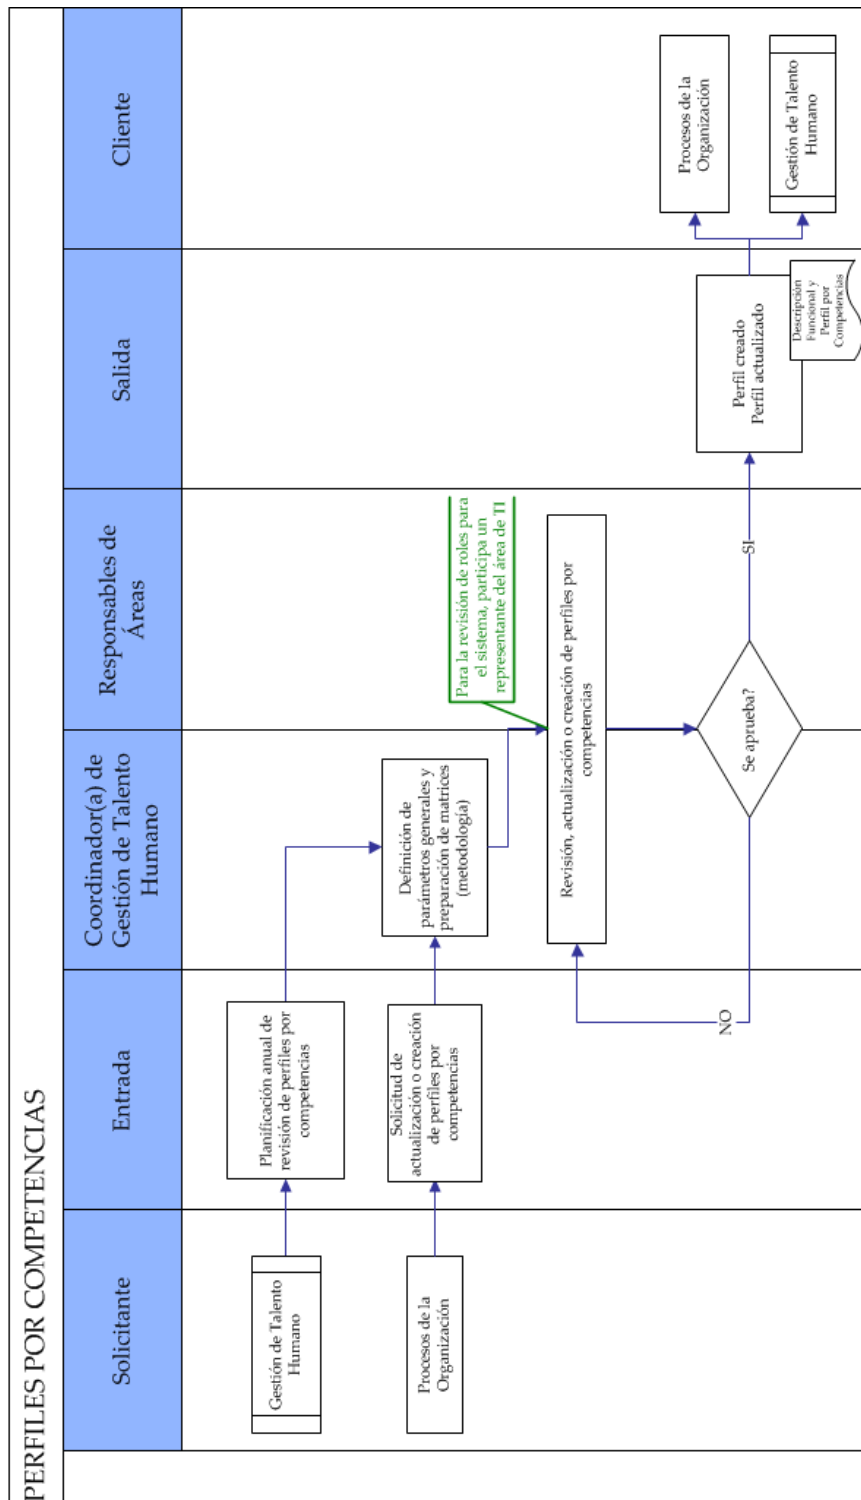 PERFILES POR COMPETENCIAS
Solicitante
Entrada
Coordinador(a) de
Gestión de Talento
Humano
Responsables de
Áreas
Salida
Cliente
Gestión de Talento
Humano
Planificación anual de
revisión de perfiles por
competencias
Procesos de la
Organización
Solicitud de
actualización o creación
de perfiles por
competencias
Definición de
parámetros generales y
preparación de matrices
(metodología)
Para la revisión de roles para
el sistema, participa un
representante del área de TI
Revisión, actualización o creación de perfiles por
competencias
Se aprueba?
NO
SI
Perfil creado
Perfil actualizado
Descripción
Funcional y
Perfil por
Competencias
Procesos de la
Organización
Gestión de Talento
Humano